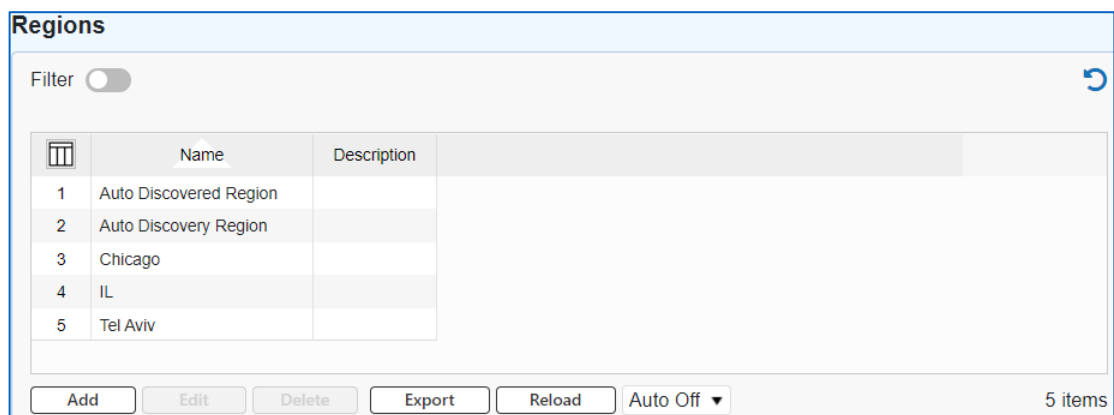 Regions
Filter
Name Description
1 Auto Discovered Region
2 Auto Discovery Region
3 Chicago
4 IL
5 Tel Aviv
Add Edit Delete Export Reload Auto Off 5 items